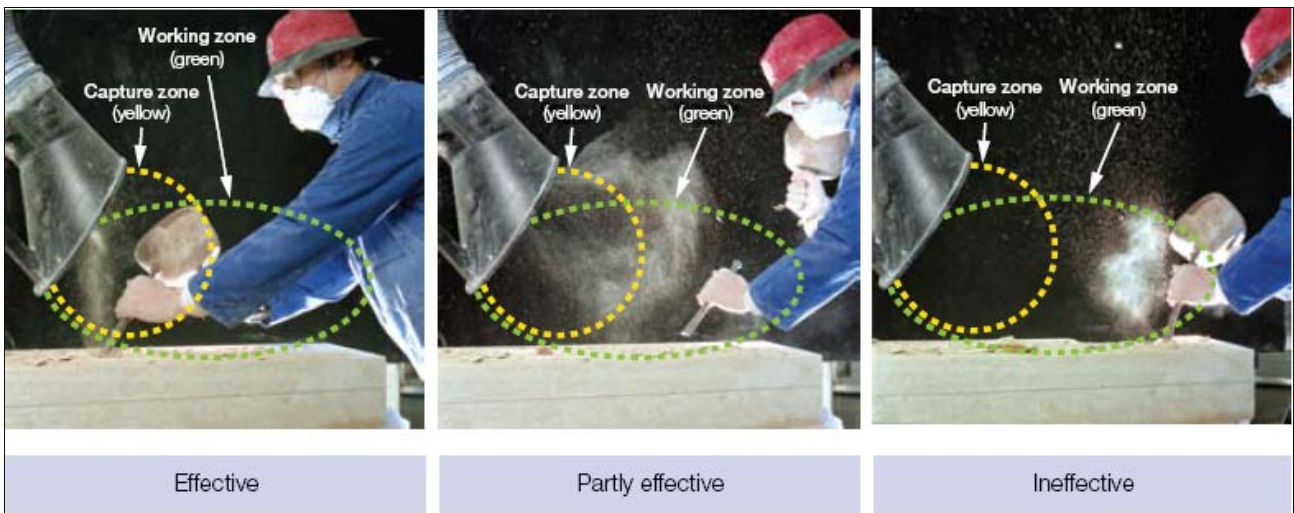 Working zone
(green)
Capture zone
(yellow)
Effective
Capture zone
(yellow)
Working zone
(green)
Partly effective
Capture zone
(yellow)
Working zone
(green)
Ineffective